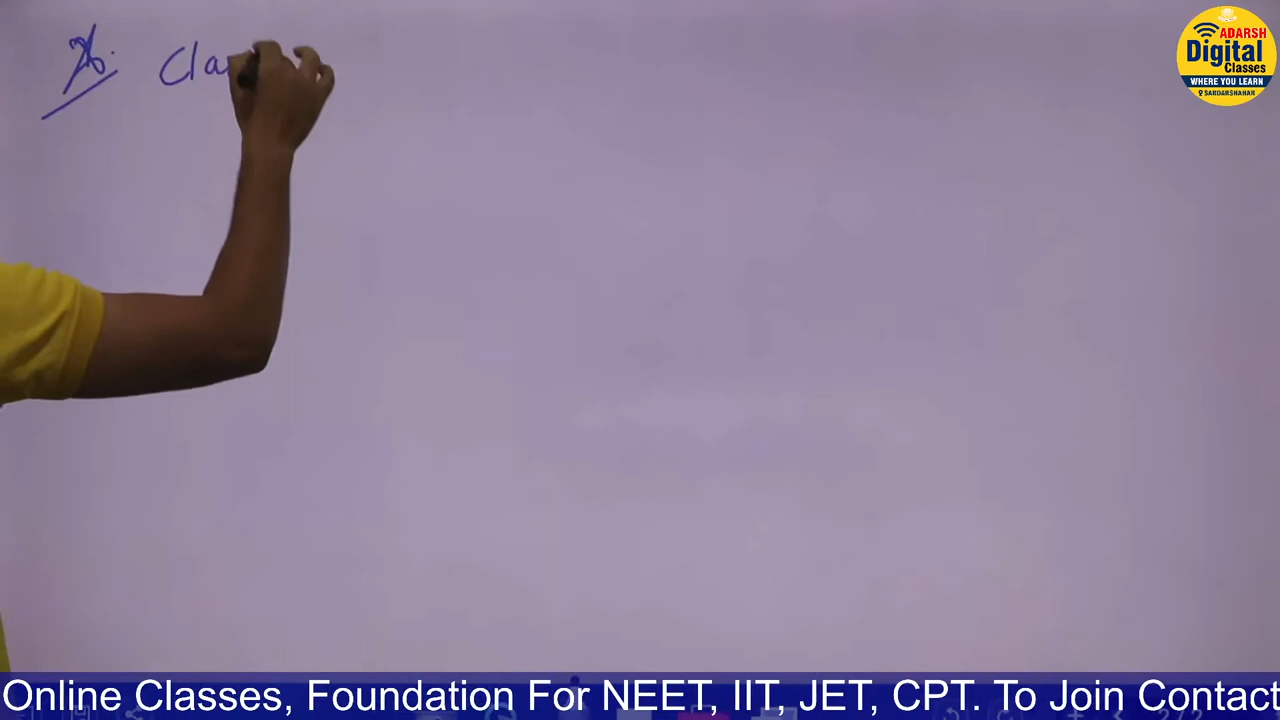 Cla
ADARSH
Digital
Classes
WHERE YOU LEARN
SARDARSHAHAR
Online Classes, Foundation For NEET, IIT, JET, CPT. To Join Contact